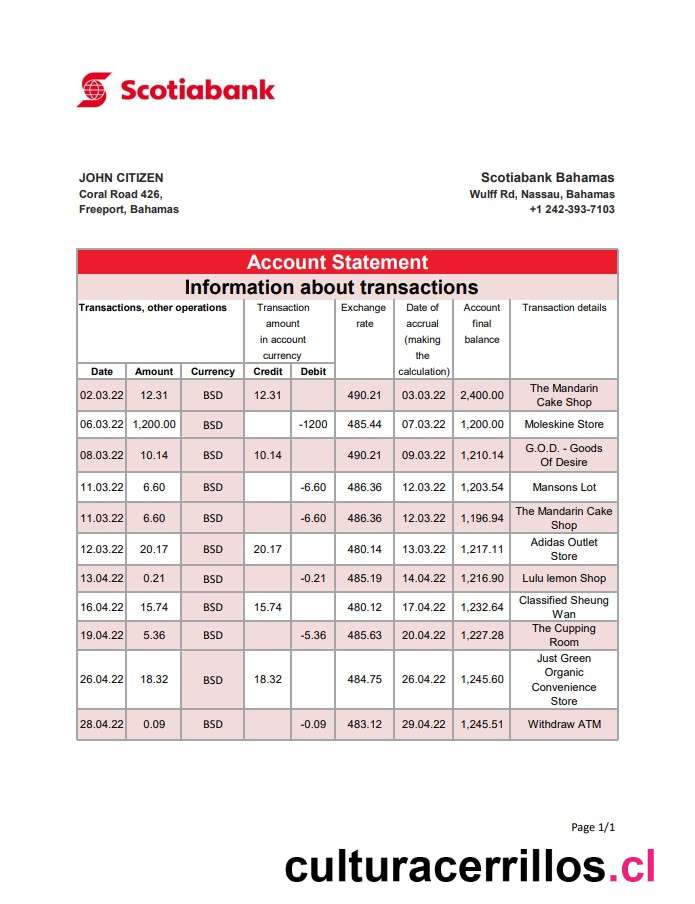 Scotiabank
JOHN CITIZEN
Coral Road 426,
Freeport, Bahamas
Scotiabank Bahamas
Wulff Rd, Nassau, Bahamas
+1 242-393-7103
Account Statement
Information about transactions
Transactions, other operations
Transaction
amount
in account
currency
Exchange
rate
Date of
accrual
(making
the
calculation)
Account
final
balance
Transaction details
Date Amount Currency Credit Debit
02.03.22 12.31 BSD 12.31 490.21 03.03.22 2,400.00 The Mandarin
Cake Shop
06.03.22 1,200.00 BSD -1200 485.44 07.03.22 1,200.00 Moleskine Store
08.03.22 10.14 BSD 10.14 490.21 09.03.22 1,210.14 G.O.D. - Goods
Of Desire
11.03.22 6.60 BSD -6.60 486.36 12.03.22 1,203.54 Mansons Lot
11.03.22 6.60 BSD -6.60 486.36 12.03.22 1,196.94 The Mandarin Cake
Shop
12.03.22 20.17 BSD 20.17 480.14 13.03.22 1,217.11 Adidas Outlet
Store
13.04.22 0.21 BSD -0.21 485.19 14.04.22 1,216.90 Lulu lemon Shop
16.04.22 15.74 BSD 15.74 480.12 17.04.22 1,232.64 Classified Sheung
Wan
19.04.22 5.36 BSD -5.36 485.63 20.04.22 1,227.28 The Cupping
Room
26.04.22 18.32 BSD 18.32 484.75 26.04.22 1,245.60 Just Green
Organic
Convenience
Store
28.04.22 0.09 BSD -0.09 483.12 29.04.22 1,245.51 Withdraw ATM
Page 1/1
culturacerrillos.cl